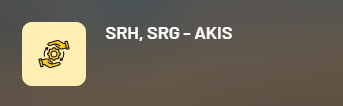 SRH, SRG – AKIS